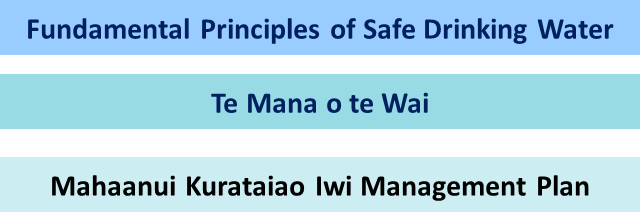 Fundamental Principles of Safe Drinking Water
Te Mana o te Wai
Mahaanui Kurataiao Iwi Management Plan